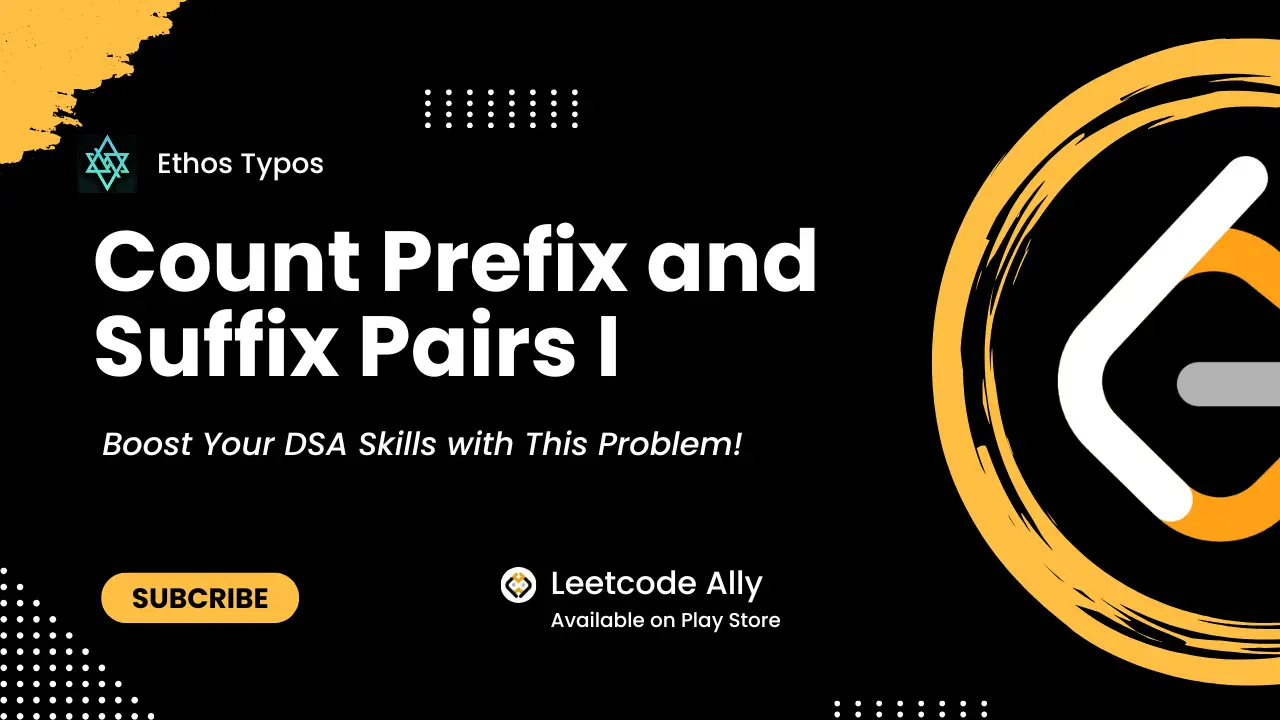 Ethos Typos
Count Prefix and
Suffix Pairs I
Boost Your DSA Skills with This Problem!
SUBCRIBE
Leetcode Ally
Available on Play Store